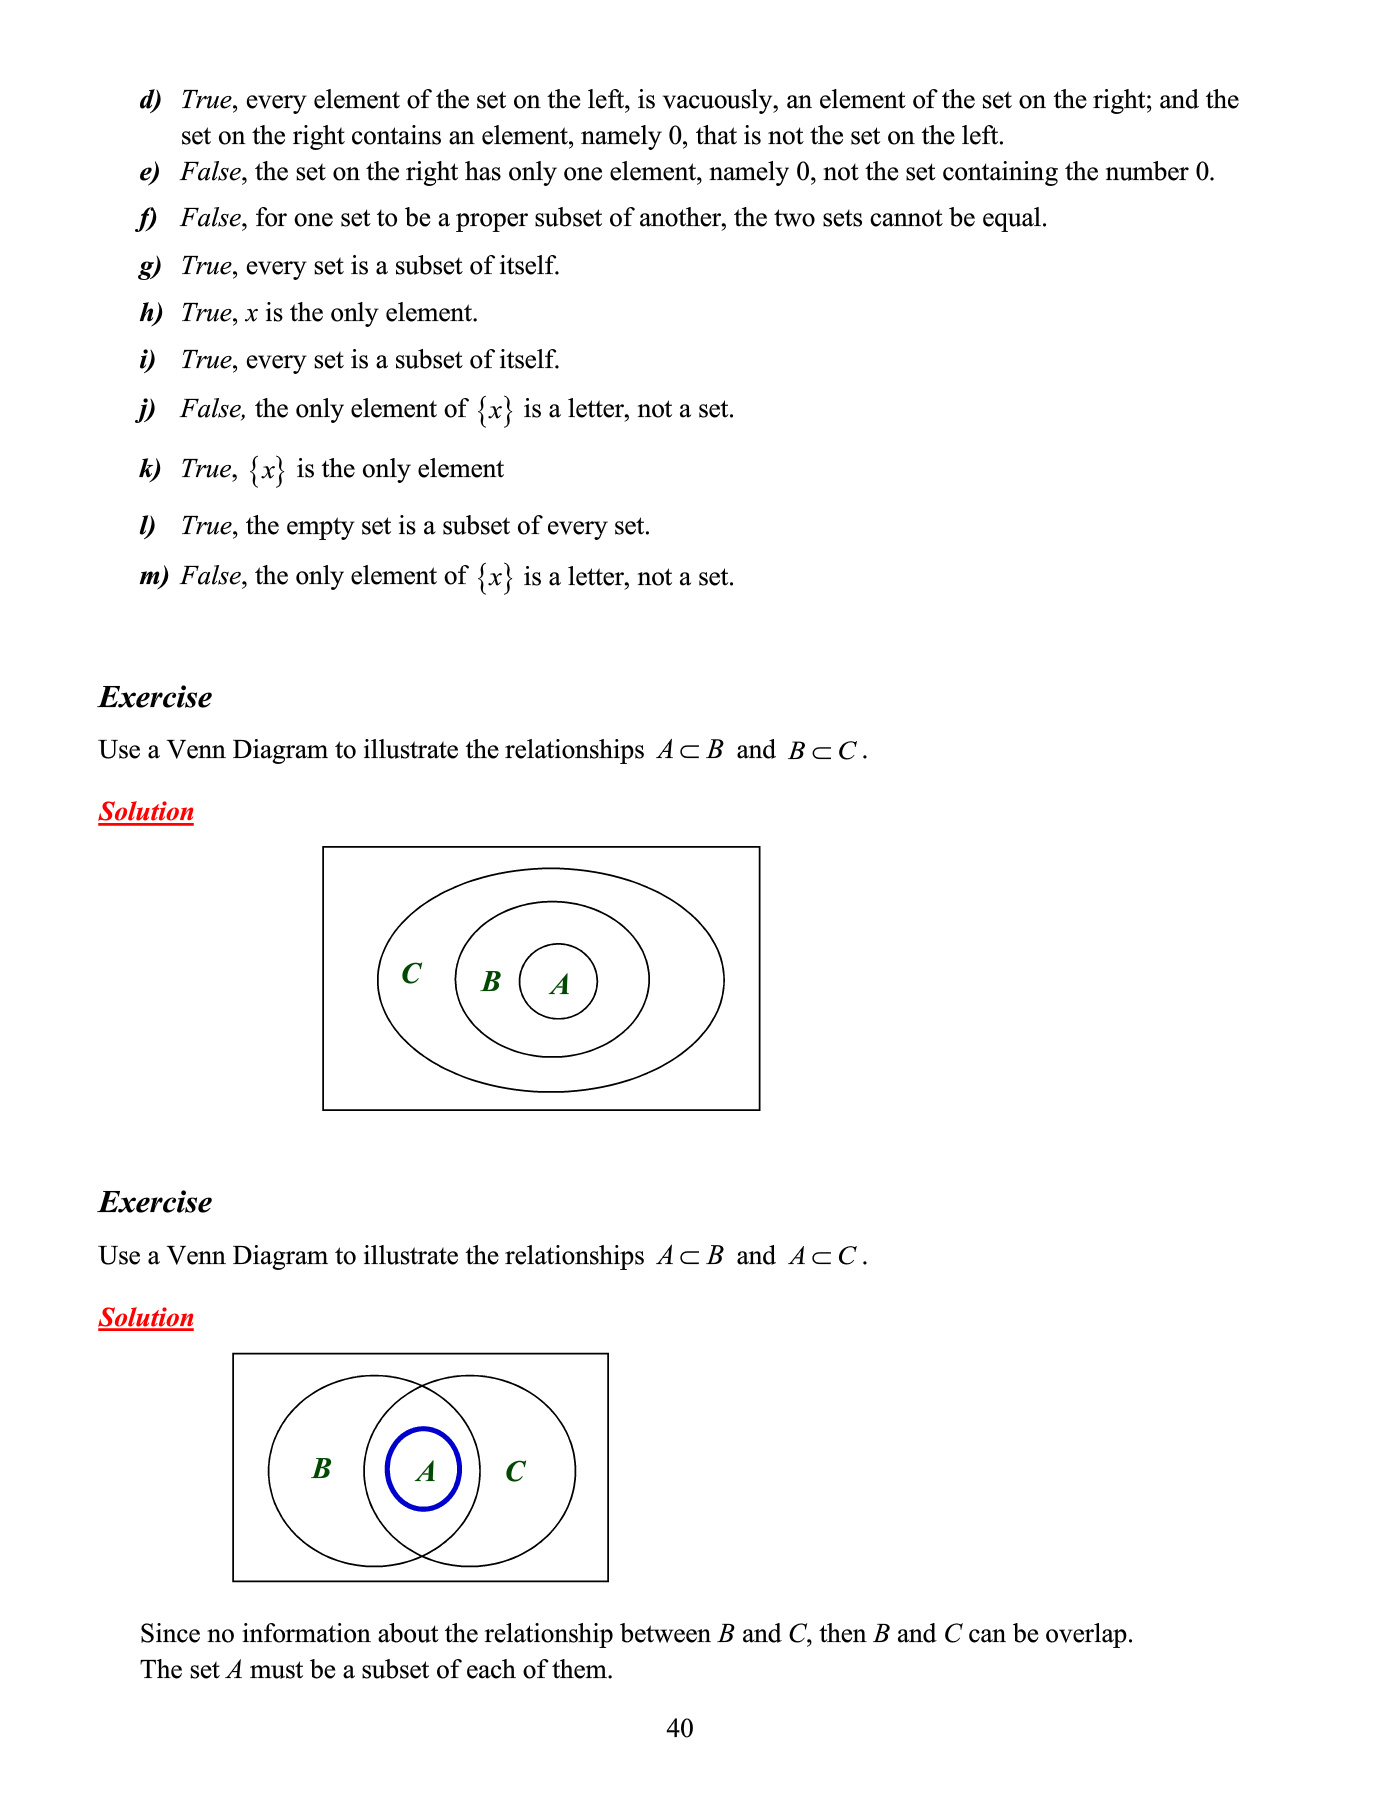 d) True, every element of the set on the left, is vacuously, an element of the set on the right; and the
set on the right contains an element, namely 0, that is not the set on the left.
e) False, the set on the right has only one element, namely 0, not the set containing the number 0.
f) False, for one set to be a proper subset of another, the two sets cannot be equal.
g) True, every set is a subset of itself.
h) True, x is the only element.
i) True, every set is a subset of itself.
j) False, the only element of {x} is a letter, not a set.
k) True, {x} is the only element
l) True, the empty set is a subset of every set.
m) False, the only element of {x} is a letter, not a set.
Exercise
Use a Venn Diagram to illustrate the relationships A ⊂ B and B ⊂ C.
Solution
C B A
Exercise
Use a Venn Diagram to illustrate the relationships A ⊂ B and A ⊂ C.
Solution
B A C
Since no information about the relationship between B and C, then B and C can be overlap.
The set A must be a subset of each of them.
40